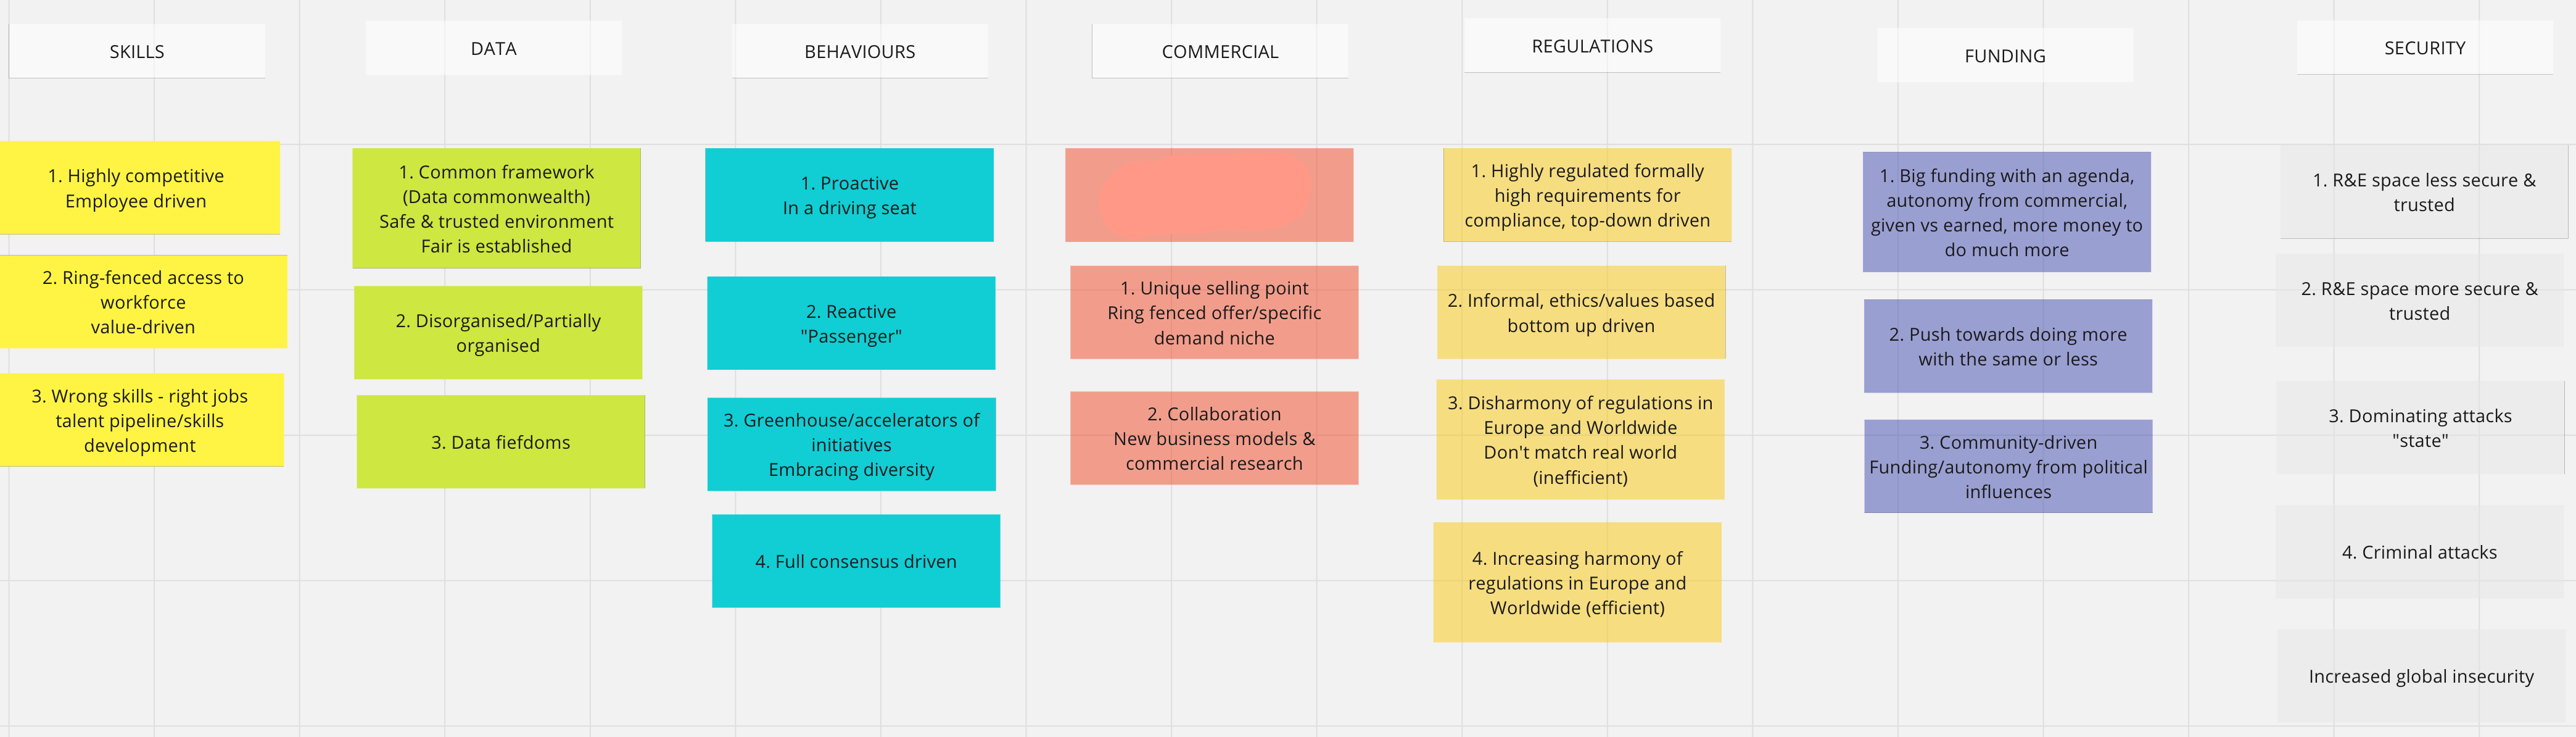 SKILLS
DATA
BEHAVIOURS
COMMERCIAL
REGULATIONS
FUNDING
SECURITY
1. Highly competitive
Employee driven
2. Ring-fenced access to
workforce
value-driven
3. Wrong skills - right jobs
talent pipeline/skills
development
1. Common framework
(Data commonwealth)
Safe & trusted environment
Fair is established
2. Disorganised/Partially
organised
3. Data fiefdoms
1. Proactive
In a driving seat
2. Reactive
"Passenger"
3. Greenhouse/accelerators of
initiatives
Embracing diversity
4. Full consensus driven
1. Unique selling point
Ring fenced offer/specific
demand niche
2. Collaboration
New business models &
commercial research
1. Highly regulated formally
high requirements for
compliance, top-down driven
2. Informal, ethics/values based
bottom up driven
3. Disharmony of regulations in
Europe and Worldwide
Don't match real world
(inefficient)
4. Increasing harmony of
regulations in Europe and
Worldwide (efficient)
1. Big funding with an agenda,
autonomy from commercial,
given vs earned, more money to
do much more
2. Push towards doing more
with the same or less
3. Community-driven
Funding/autonomy from political
influences
1. R&E space less secure &
trusted
2. R&E space more secure &
trusted
3. Dominating attacks
"state"
4. Criminal attacks
Increased global insecurity